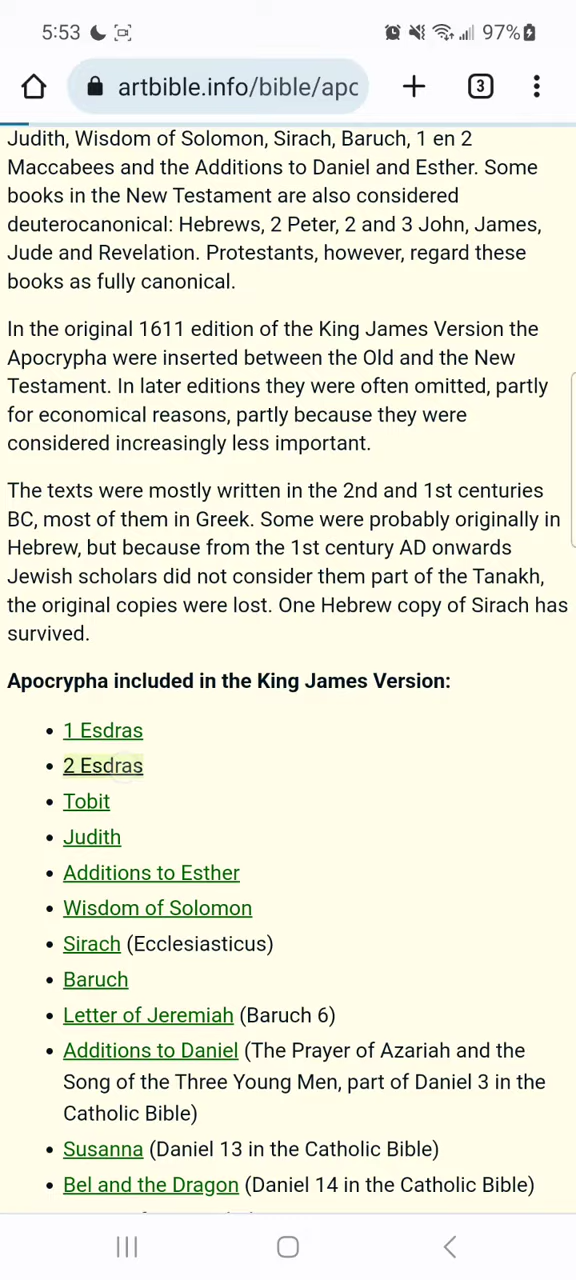 5:53 97%
artbible.info/bible/apc 3
Judith, Wisdom of Solomon, Sirach, Baruch, 1 en 2
Maccabees and the Additions to Daniel and Esther. Some
books in the New Testament are also considered
deuterocanonical: Hebrews, 2 Peter, 2 and 3 John, James,
Jude and Revelation. Protestants, however, regard these
books as fully canonical.
In the original 1611 edition of the King James Version the
Apocrypha were inserted between the Old and the New
Testament. In later editions they were often omitted, partly
for economical reasons, partly because they were
considered increasingly less important.
The texts were mostly written in the 2nd and 1st centuries
BC, most of them in Greek. Some were probably originally in
Hebrew, but because from the 1st century AD onwards
Jewish scholars did not consider them part of the Tanakh,
the original copies were lost. One Hebrew copy of Sirach has
survived.
Apocrypha included in the King James Version:
• 1 Esdras
• 2 Esdras
• Tobit
• Judith
• Additions to Esther
• Wisdom of Solomon
• Sirach (Ecclesiasticus)
• Baruch
• Letter of Jeremiah (Baruch 6)
• Additions to Daniel (The Prayer of Azariah and the
Song of the Three Young Men, part of Daniel 3 in the
Catholic Bible)
• Susanna (Daniel 13 in the Catholic Bible)
• Bel and the Dragon (Daniel 14 in the Catholic Bible)